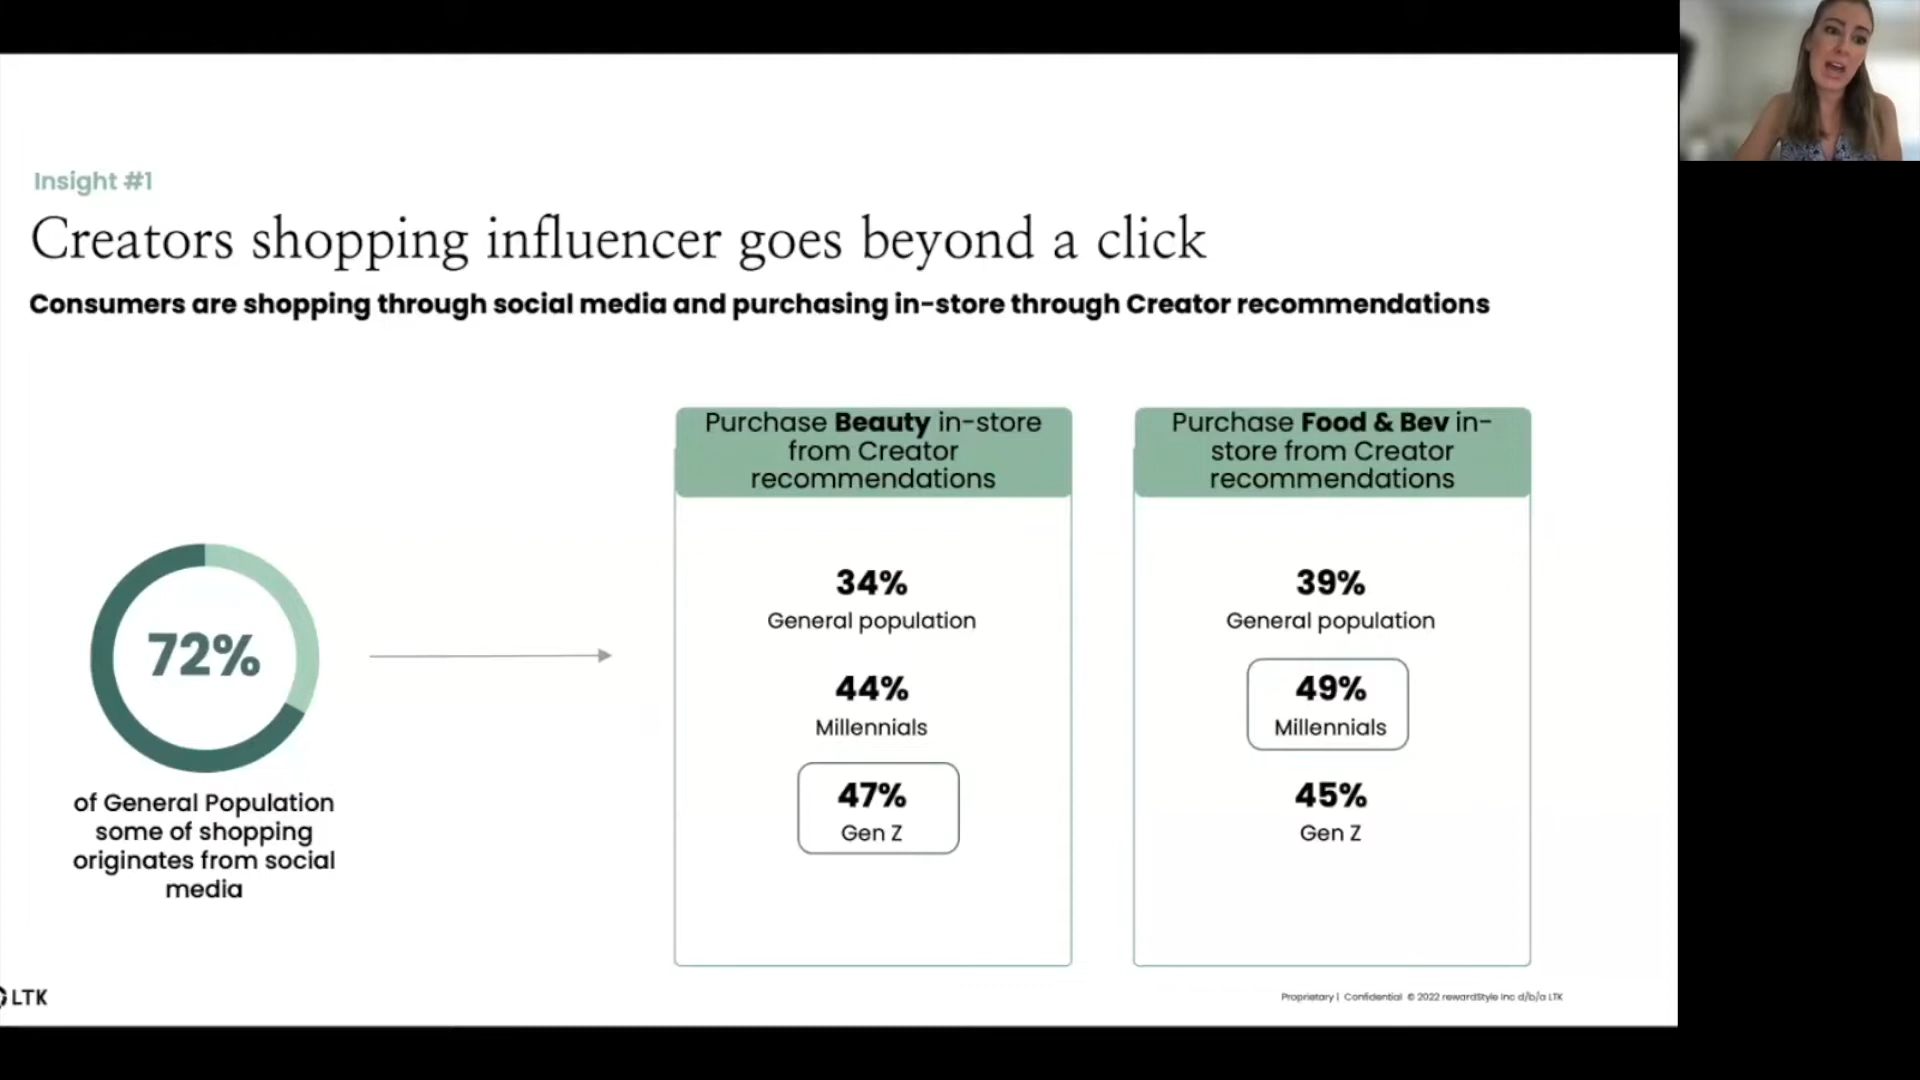 Insight #1
Creators shopping influencer goes beyond a click
Consumers are shopping through social media and purchasing in-store through Creator recommendations
72%
of General Population
some of shopping
originates from social
media
Purchase Beauty in-store
from Creator
recommendations
34%
General population
44%
Millennials
47%
Gen Z
Purchase Food & Bev in-
store from Creator
recommendations
39%
General population
49%
Millennials
45%
Gen Z
LTK
Proprietary | Confidential © 2022 rewardStyle Inc d/b/a LTK